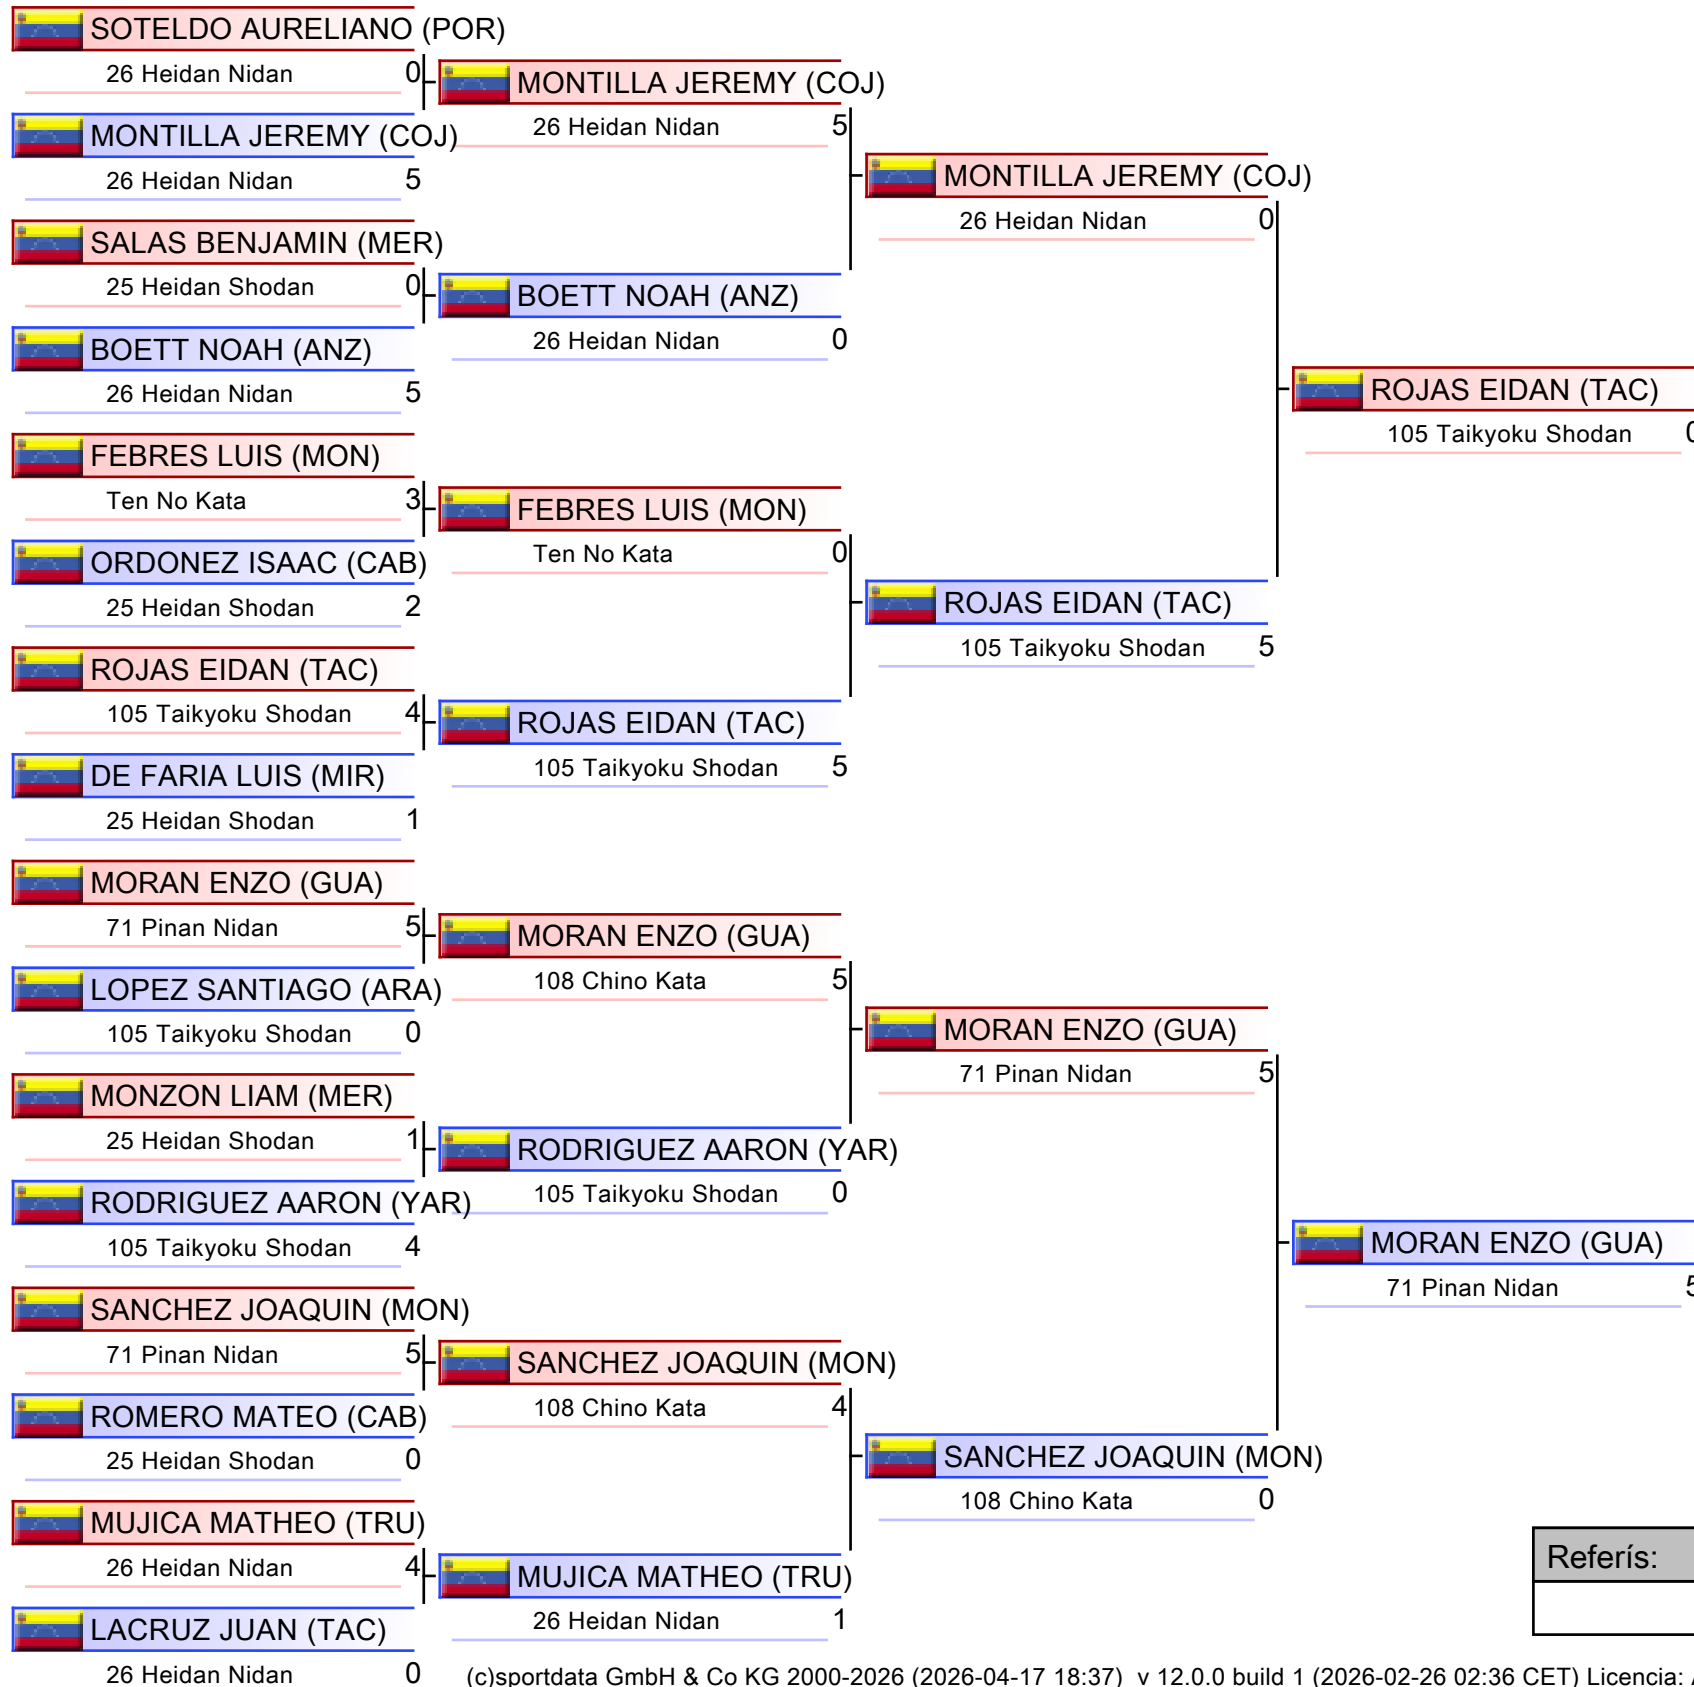 SOTELDO AURELIANO (POR)
26 Heidan Nidan 0
MONTILLA JEREMY (COJ)
26 Heidan Nidan 5
SALAS BENJAMIN (MER)
25 Heidan Shodan 0
BOETT NOAH (ANZ)
26 Heidan Nidan 5
FEBRES LUIS (MON)
Ten No Kata 3
ORDONEZ ISAAC (CAB)
25 Heidan Shodan 2
ROJAS EIDAN (TAC)
105 Taikyoku Shodan 4
DE FARIA LUIS (MIR)
25 Heidan Shodan 1
MORAN ENZO (GUA)
71 Pinan Nidan 5
LOPEZ SANTIAGO (ARA)
105 Taikyoku Shodan 0
MONZON LIAM (MER)
25 Heidan Shodan 1
RODRIGUEZ AARON (YAR)
105 Taikyoku Shodan 4
SANCHEZ JOAQUIN (MON)
71 Pinan Nidan 5
ROMERO MATEO (CAB)
25 Heidan Shodan 0
MUJICA MATHEO (TRU)
26 Heidan Nidan 4
LACRUZ JUAN (TAC)
26 Heidan Nidan 0
MONTILLA JEREMY (COJ)
26 Heidan Nidan 5
BOETT NOAH (ANZ)
26 Heidan Nidan 0
FEBRES LUIS (MON)
Ten No Kata 0
ROJAS EIDAN (TAC)
105 Taikyoku Shodan 5
MORAN ENZO (GUA)
108 Chino Kata 5
RODRIGUEZ AARON (YAR)
105 Taikyoku Shodan 0
SANCHEZ JOAQUIN (MON)
108 Chino Kata 4
MUJICA MATHEO (TRU)
26 Heidan Nidan 1
MONTILLA JEREMY (COJ)
26 Heidan Nidan 0
ROJAS EIDAN (TAC)
105 Taikyoku Shodan 5
MORAN ENZO (GUA)
71 Pinan Nidan 5
SANCHEZ JOAQUIN (MON)
108 Chino Kata 0
ROJAS EIDAN (TAC)
105 Taikyoku Shodan 0
MORAN ENZO (GUA)
71 Pinan Nidan 5
Referís:
(c)sportdata GmbH & Co KG 2000-2026 (2026-04-17 18:37) v 12.0.0 build 1 (2026-02-26 02:36 CET) Licencia: